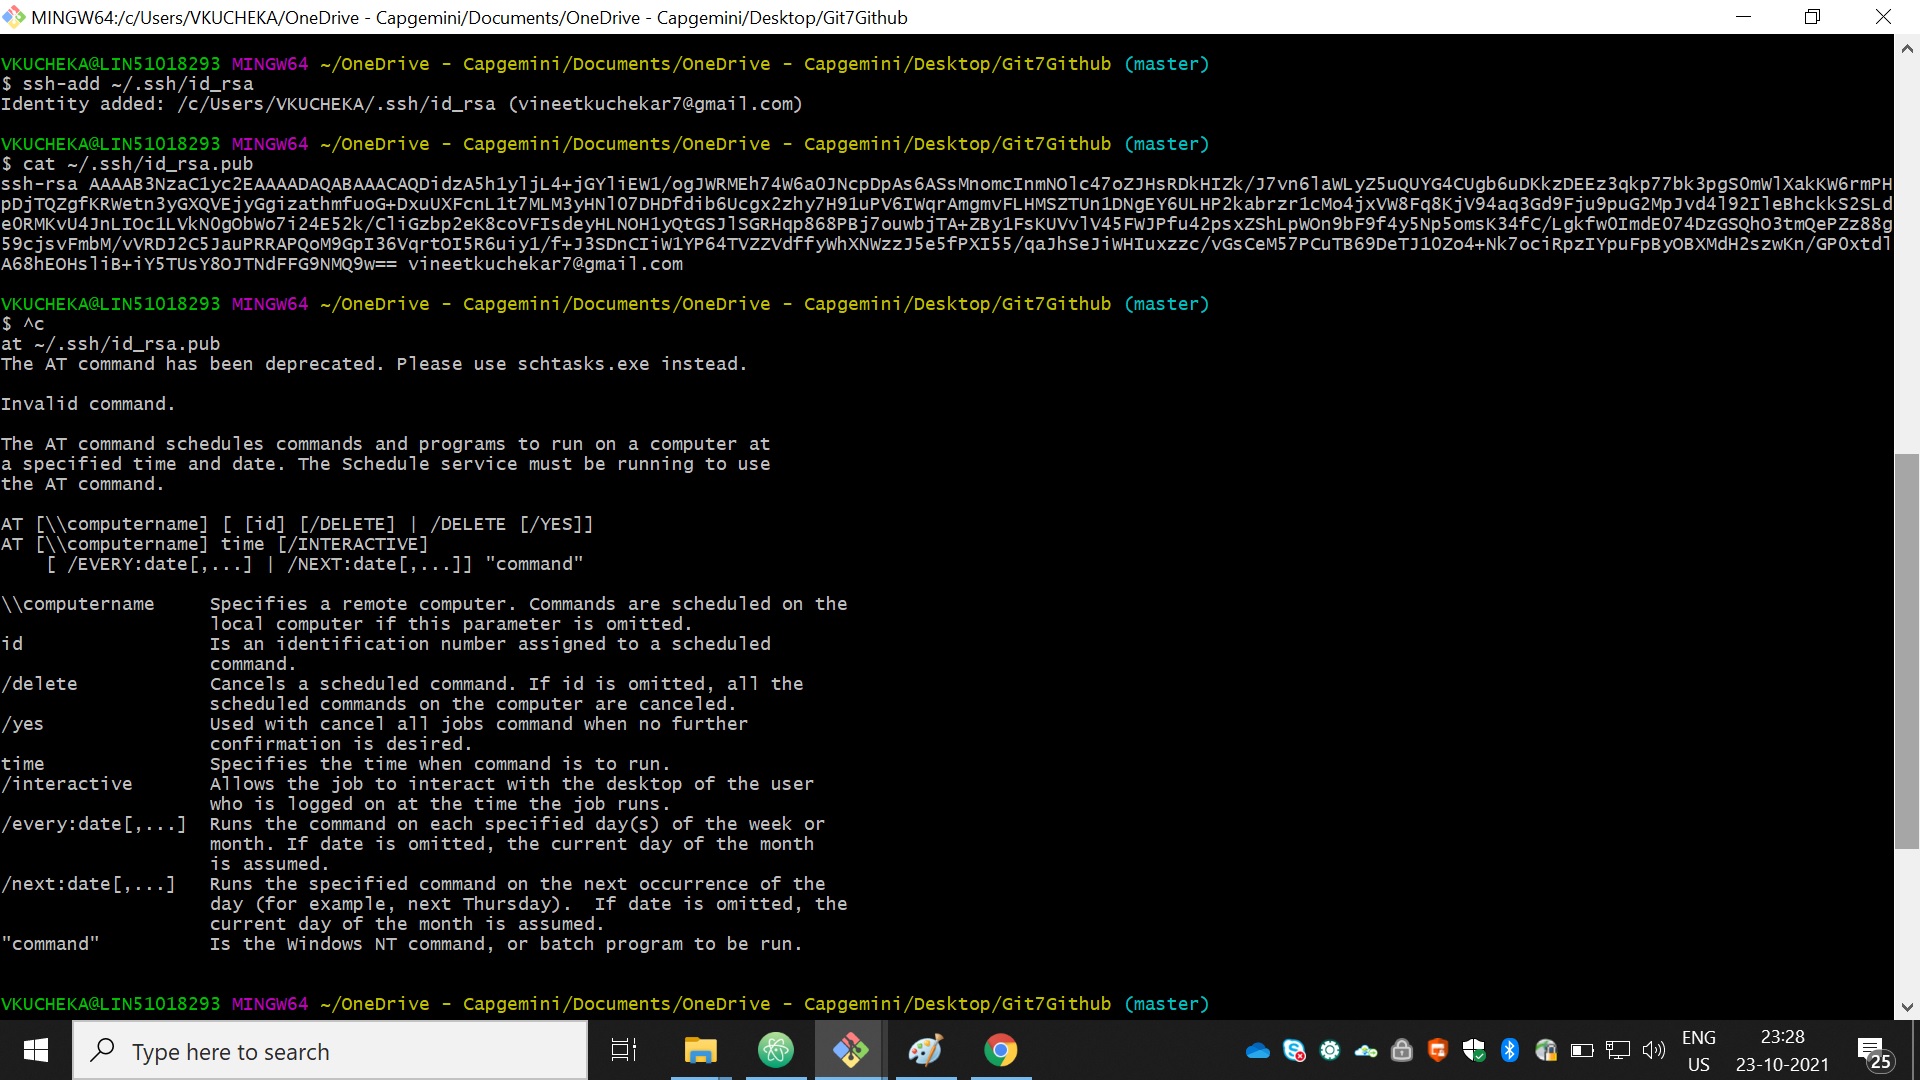 MINGW64:/c/Users/VKUCHEKA/OneDrive - Capgemini/Documents/OneDrive - Capgemini/Desktop/Git7Github
VKUCHEKA@LIN51018293 MINGW64 ~/OneDrive - Capgemini/Documents/OneDrive - Capgemini/Desktop/Git7Github (master)
$ ssh-add ~/.ssh/id_rsa
Identity added: /c/Users/VKUCHEKA/.ssh/id_rsa (vineetkuchekar7@gmail.com)
VKUCHEKA@LIN51018293 MINGW64 ~/OneDrive - Capgemini/Documents/OneDrive - Capgemini/Desktop/Git7Github (master)
$ cat ~/.ssh/id_rsa.pub
ssh-rsa AAAAB3NzaC1yc2EAAAADAQABAAACAQDidzA5h1yljL4+jGYliEW1/ogJWRMEh74W6a0JNcpDpAs6ASsMnomcInmNOlc47oZJHsRDkHIZk/J7vn6laWLyZ5uQUYG4CUgb6uDKkzDEEz3qkp77bk3pgS0mWlXakKW6rmPH
pDjTQZgfKRWetn3yGXQVEjyGgizathmfuoG+DxuUXFcnL1t7MLM3yHNlO7DHDfdib6Ucgx2zhy7H91uPV6IWqrAmgmvFLHMSZTUn1DNgEY6ULHP2kabrzr1cMo4jxVW8Fq8KjV94aq3Gd9Fju9puG2MpJvd4l92IleBhckkS2SLd
e0RMKvU4JnLIOc1LVkN0gObWo7i24E52k/CliGzbp2eK8coVFIsdeyHLNOH1yQtGSJlSGRHqp868PBj7ouwbjTA+ZBy1FsKUVvlV45FWJPfu42psxZShLpWOn9bF9f4y5Np5omsK34fC/Lgkfw0ImdE074DzGSQhO3tmQePZz88g
59cjsvFmbM/vVRDJ2C5JauPRRAPQoM9GpI36VqrtOI5R6uiy1/f+J3SDnCIiW1YP64TVZZVdffyWhXNWzzJ5e5fPXI55/qaJhSeJiWHIuxzzc/vGsCeM57PCuTB69DeTJ10Zo4+Nk7ociRpzIYpuFpByOBXMdH2szwKn/GP0xtdl
A68hEOHsliB+iY5TUsY8OJTNdFFG9NMQ9w== vineetkuchekar7@gmail.com
VKUCHEKA@LIN51018293 MINGW64 ~/OneDrive - Capgemini/Documents/OneDrive - Capgemini/Desktop/Git7Github (master)
$ ^c
at ~/.ssh/id_rsa.pub
The AT command has been deprecated. Please use schtasks.exe instead.
Invalid command.
The AT command schedules commands and programs to run on a computer at
a specified time and date. The Schedule service must be running to use
the AT command.
AT [\\computername] [ [id] [/DELETE] | /DELETE [/YES]]
AT [\\computername] time [/INTERACTIVE]
[ /EVERY:date[,...] | /NEXT:date[,...]] "command"
\\computername Specifies a remote computer. Commands are scheduled on the
local computer if this parameter is omitted.
id Is an identification number assigned to a scheduled
command.
/delete Cancels a scheduled command. If id is omitted, all the
scheduled commands on the computer are canceled.
/yes Used with cancel all jobs command when no further
confirmation is desired.
time Specifies the time when command is to run.
/interactive Allows the job to interact with the desktop of the user
who is logged on at the time the job runs.
/every:date[,...] Runs the command on each specified day(s) of the week or
month. If date is omitted, the current day of the month
is assumed.
/next:date[,...] Runs the specified command on the next occurrence of the
day (for example, next Thursday).  If date is omitted, the
current day of the month is assumed.
"command" Is the Windows NT command, or batch program to be run.
VKUCHEKA@LIN51018293 MINGW64 ~/OneDrive - Capgemini/Documents/OneDrive - Capgemini/Desktop/Git7Github (master)
Type here to search
ENG
US
23:28
23-10-2021
25